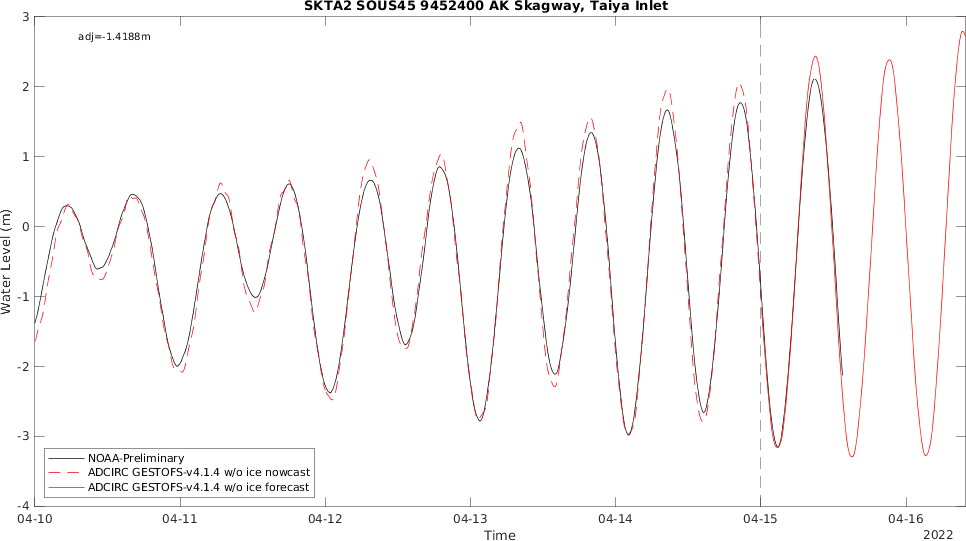 SKTA2 SOUS45 9452400 AK Skagway, Taiya Inlet
3
adj=-1.4188m
2
1
0
-1
-2
-3
-4
Water Level (m)
NOAA-Preliminary
ADCIRC GESTOFS-v4.1.4 w/o ice nowcast
ADCIRC GESTOFS-v4.1.4 w/o ice forecast
04-10
04-11
04-12
04-13
04-14
04-15
04-16
Time
2022